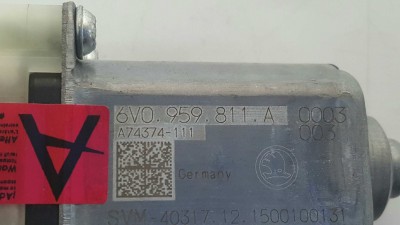 6V0.959.811.A 0003
A74374-111 003
Germany
SVM-40317.12.1500100131
A